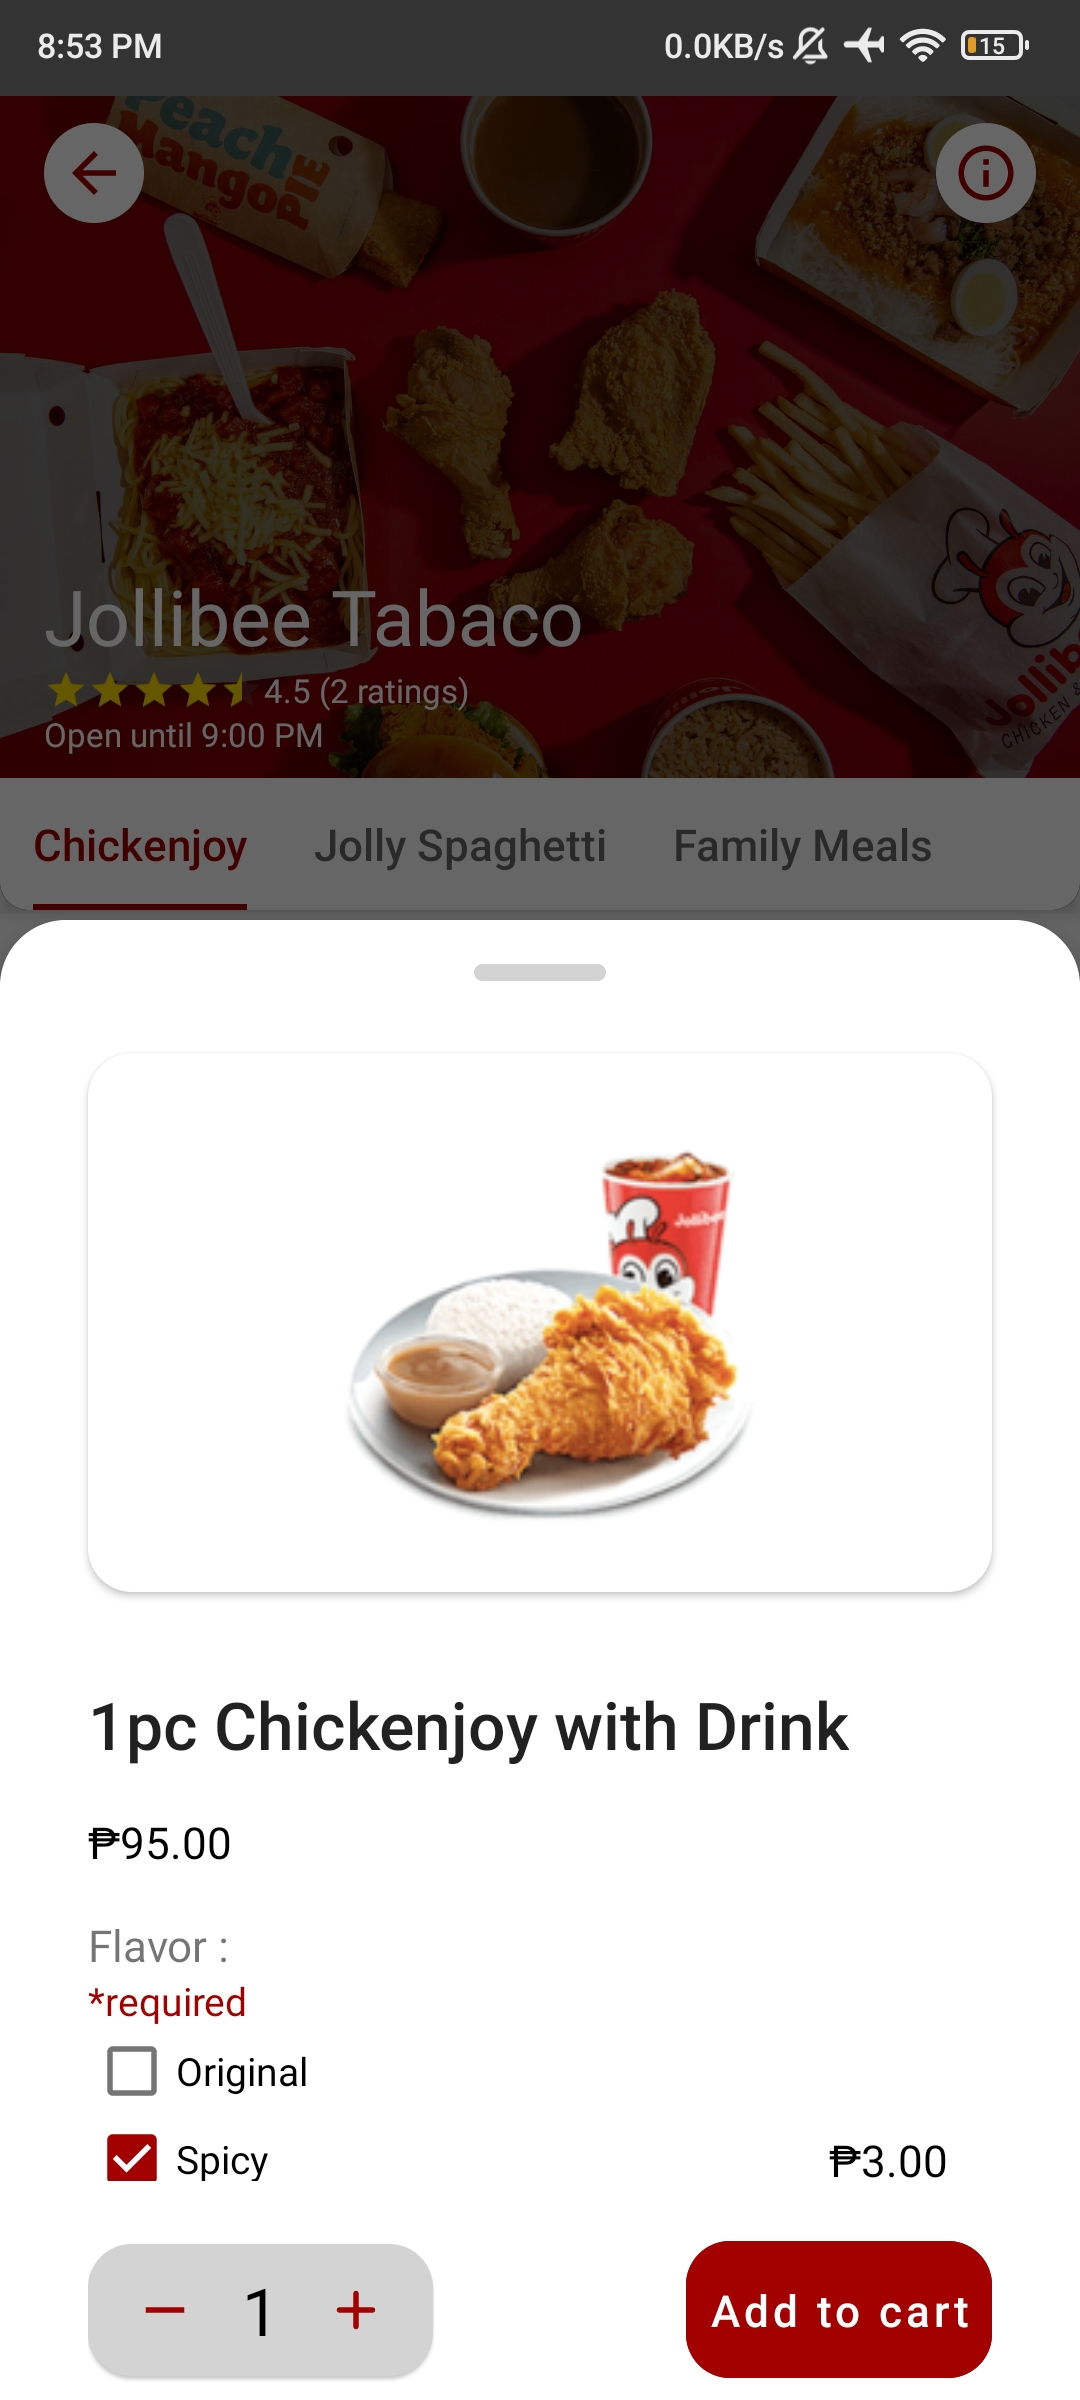 8:53 PM
0.0KB/s
15
Peach
Mango
PIE
Jollibee Tabaco
4.5 (2 ratings)
Open until 9:00 PM
Jollib
CHICKEN &
Chickenjoy
Jolly Spaghetti
Family Meals
1pc Chickenjoy with Drink
₱95.00
Flavor :
*required
Original
Spicy
₱3.00
1
Add to cart